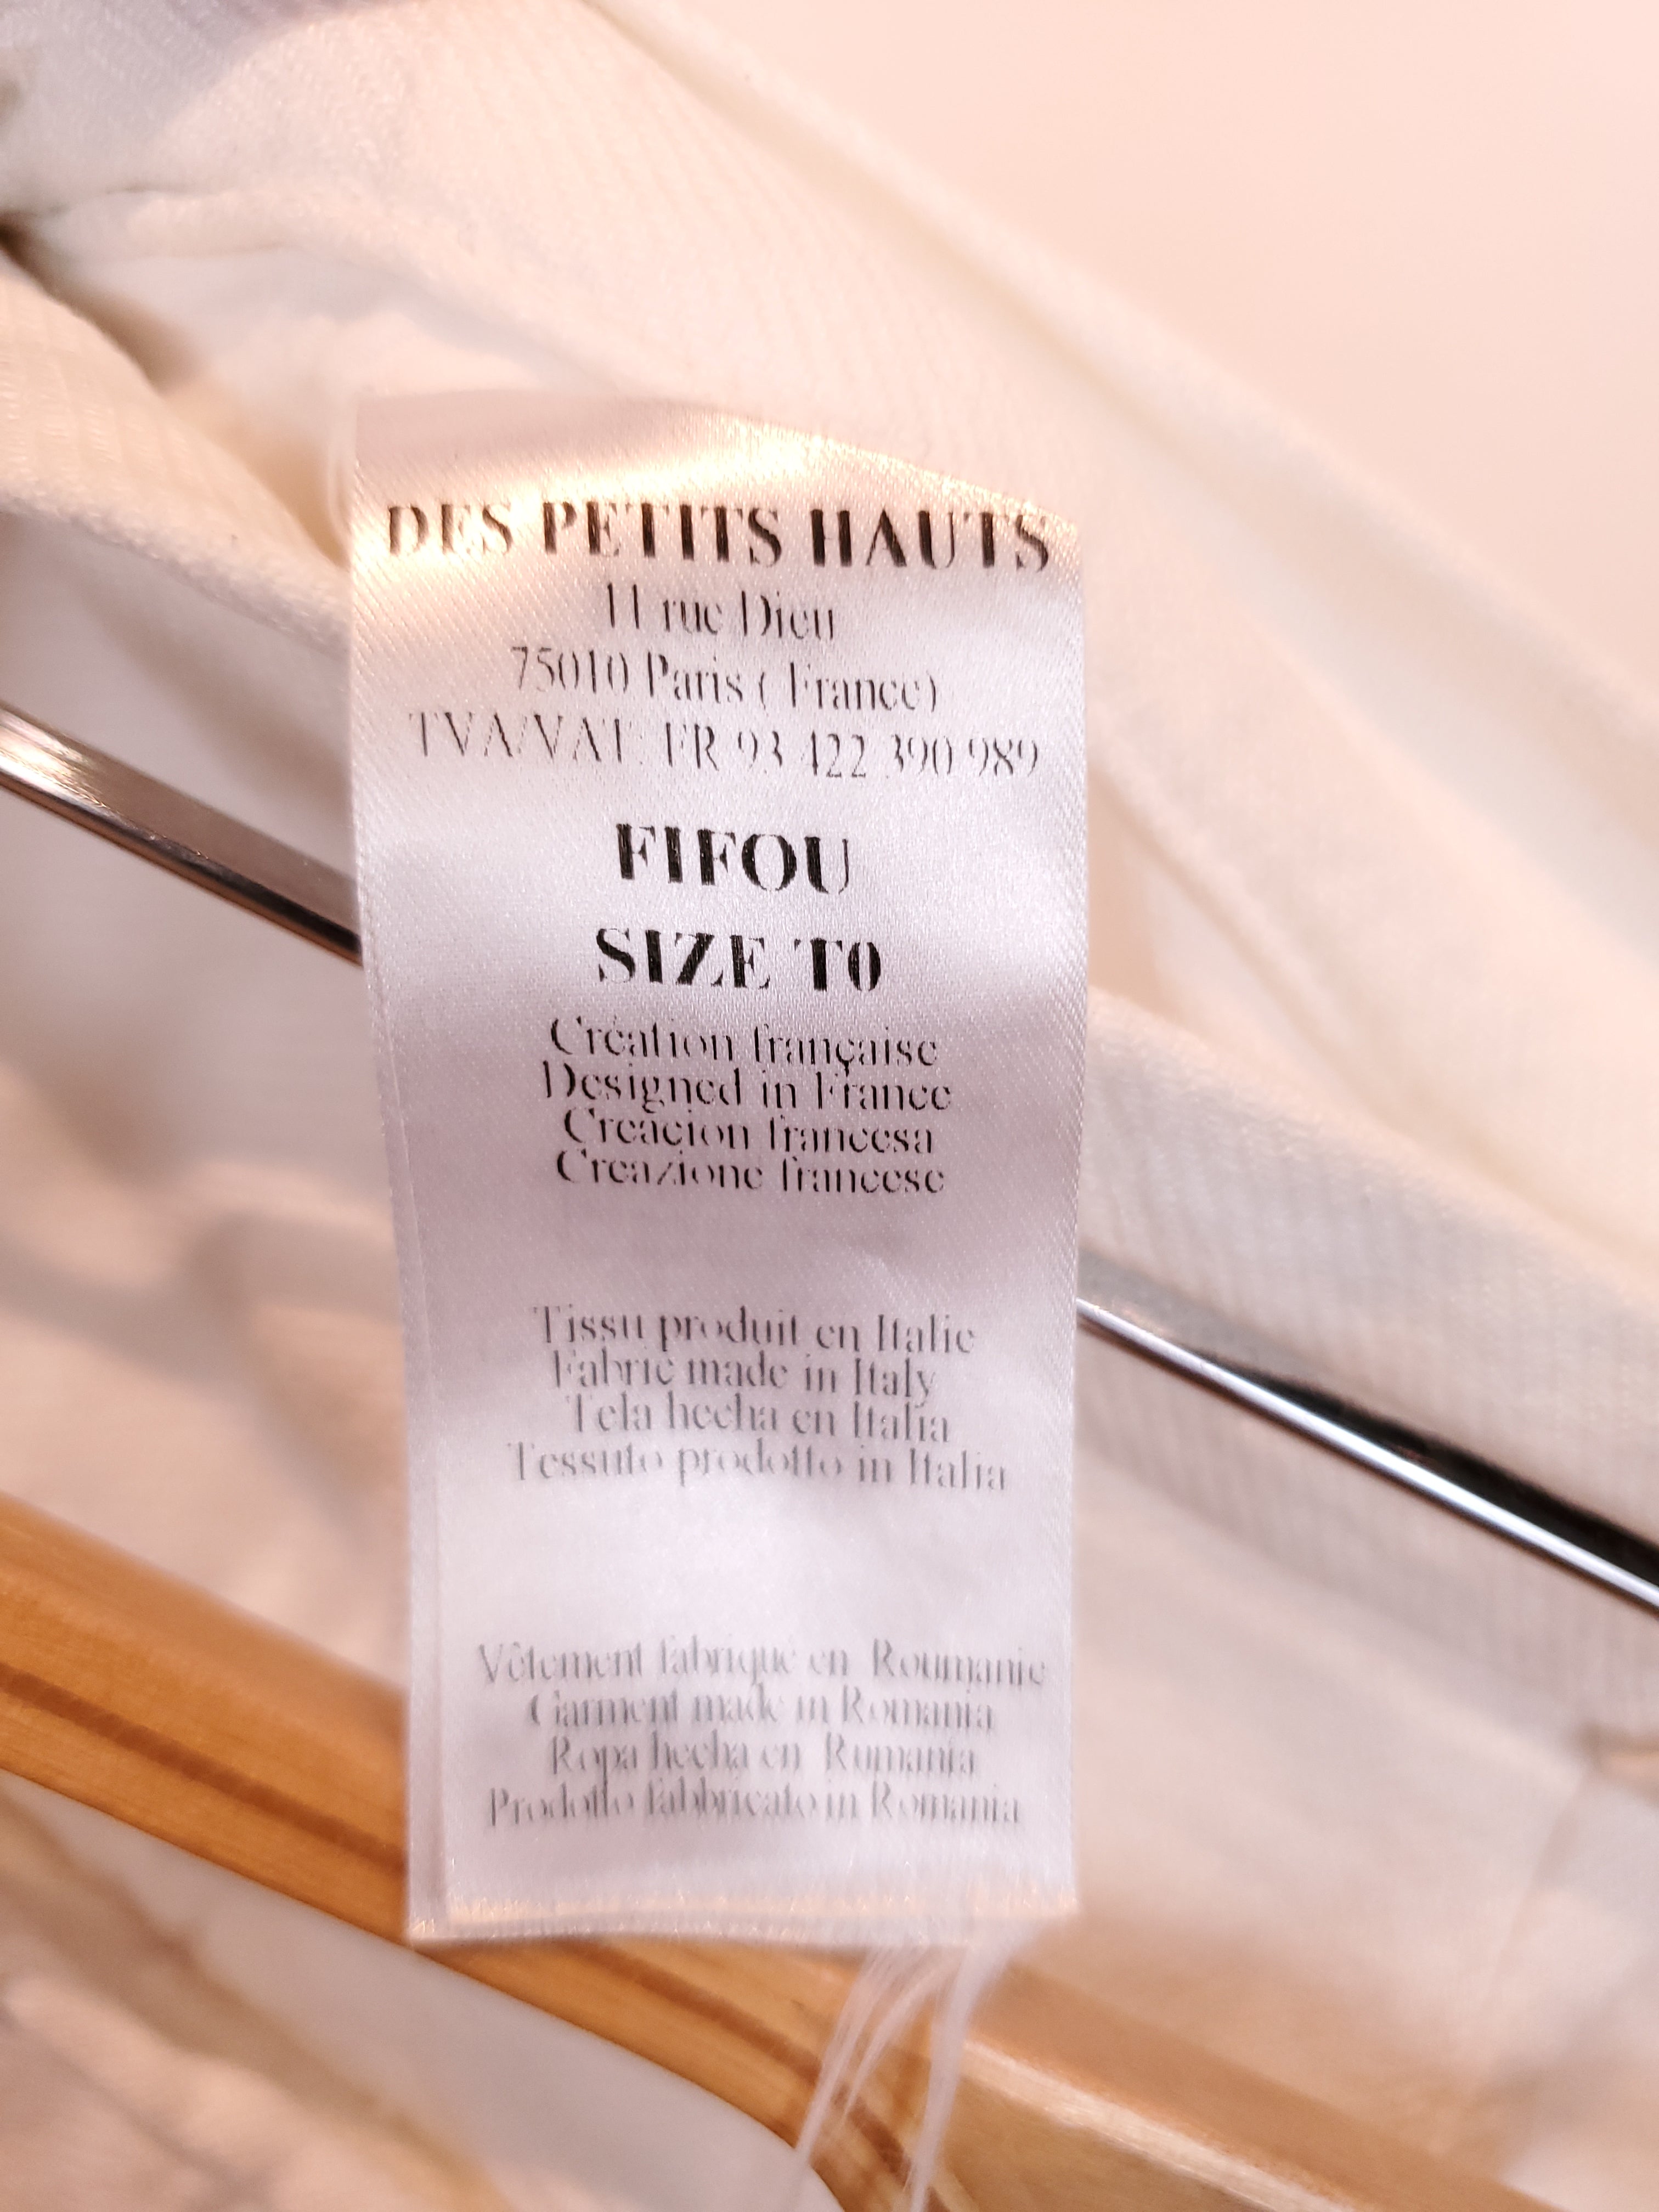 DES PETITS HAUTS
11 rue Dieu
75010 Paris ( France)
TVA/VAT: FR 93 422 390 989
FIFOU
SIZE T0
Création française
Designed in France
Creación francesa
Creazione francese
Tissu produit en Italie
Fabric made in Italy
Tela hecha en Italia
Tessuto prodotto in Italia
Vêtement fabriqué en Roumanie
Garment made in Romania
Ropa hecha en Rumania
Prodotto fabbricato in Romania